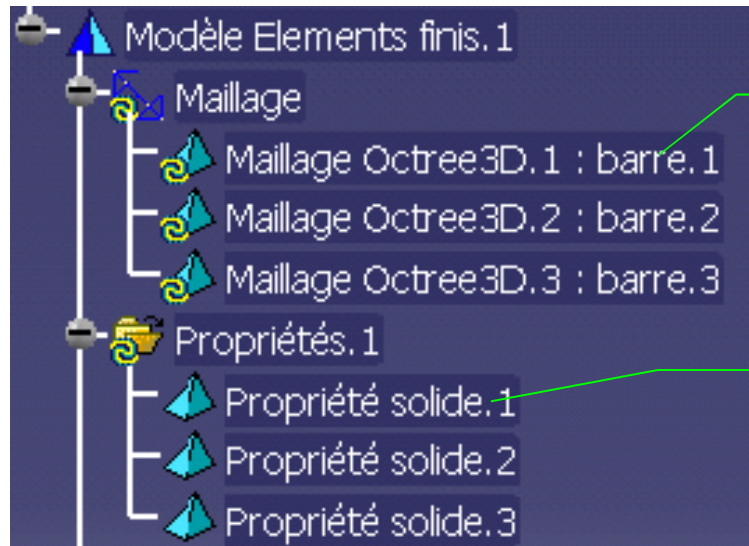 Modèle Elements finis.1
Maillage
Maillage Octree3D.1 : barre.1
Maillage Octree3D.2 : barre.2
Maillage Octree3D.3 : barre.3
Propriétés.1
Propriété solide.1
Propriété solide.2
Propriété solide.3